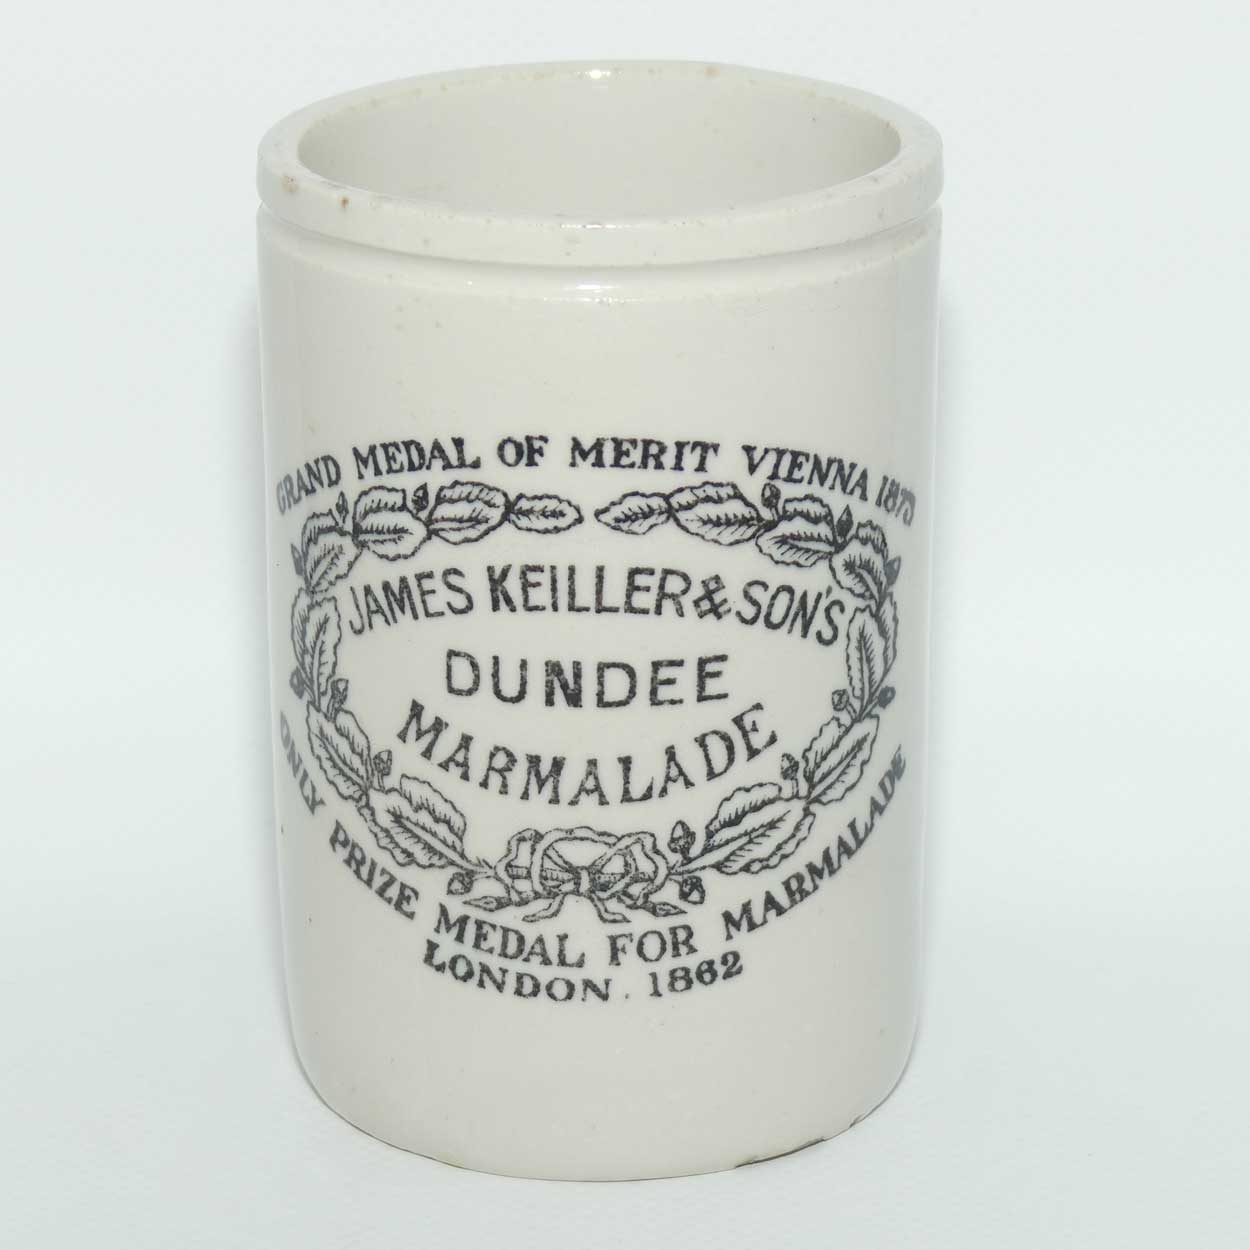 GRAND MEDAL OF MERIT VIENNA 1873
JAMES KEILLER & SON'S
DUNDEE
MARMALADE
ONLY PRIZE MEDAL FOR MARMALADE
LONDON. 1862